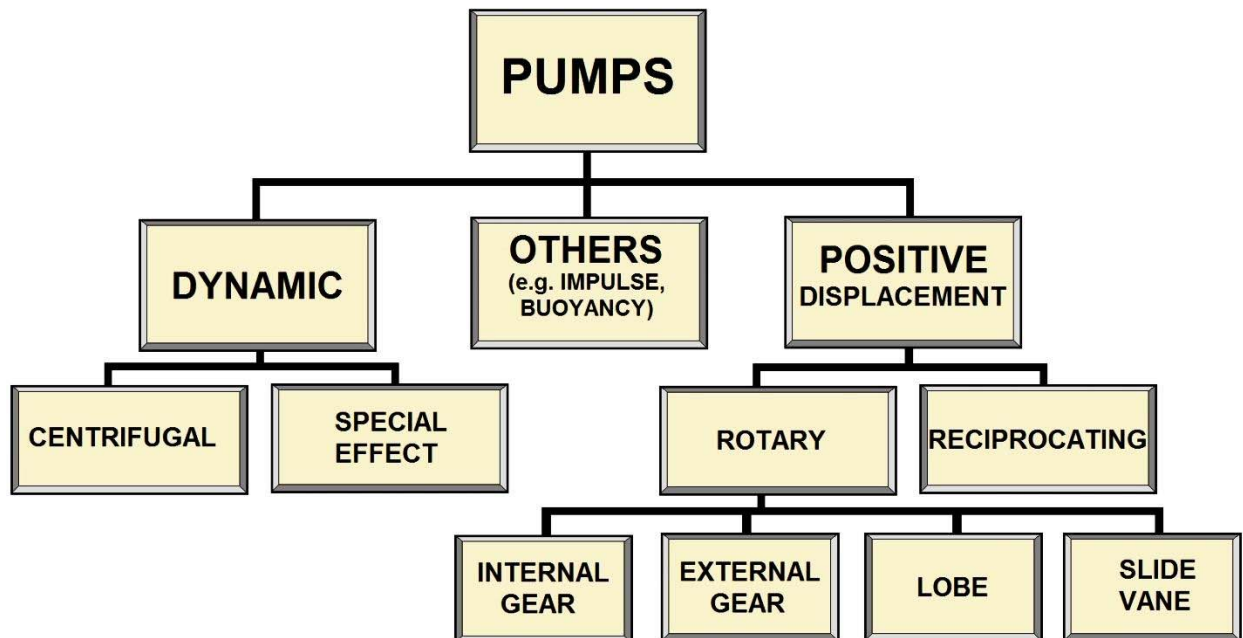 PUMPS
DYNAMIC
OTHERS
(e.g. IMPULSE,
BUOYANCY)
POSITIVE
DISPLACEMENT
CENTRIFUGAL
SPECIAL
EFFECT
ROTARY
RECIPROCATING
INTERNAL
GEAR
EXTERNAL
GEAR
LOBE
SLIDE
VANE